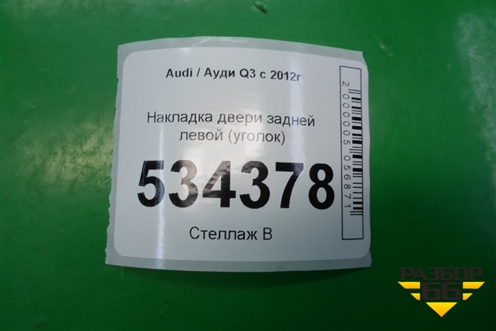 Audi / Ауди Q3 с 2012г
Накладка двери задней
левой (уголок)
534378
Стеллаж В
2000005056871
РАЗБОР
66